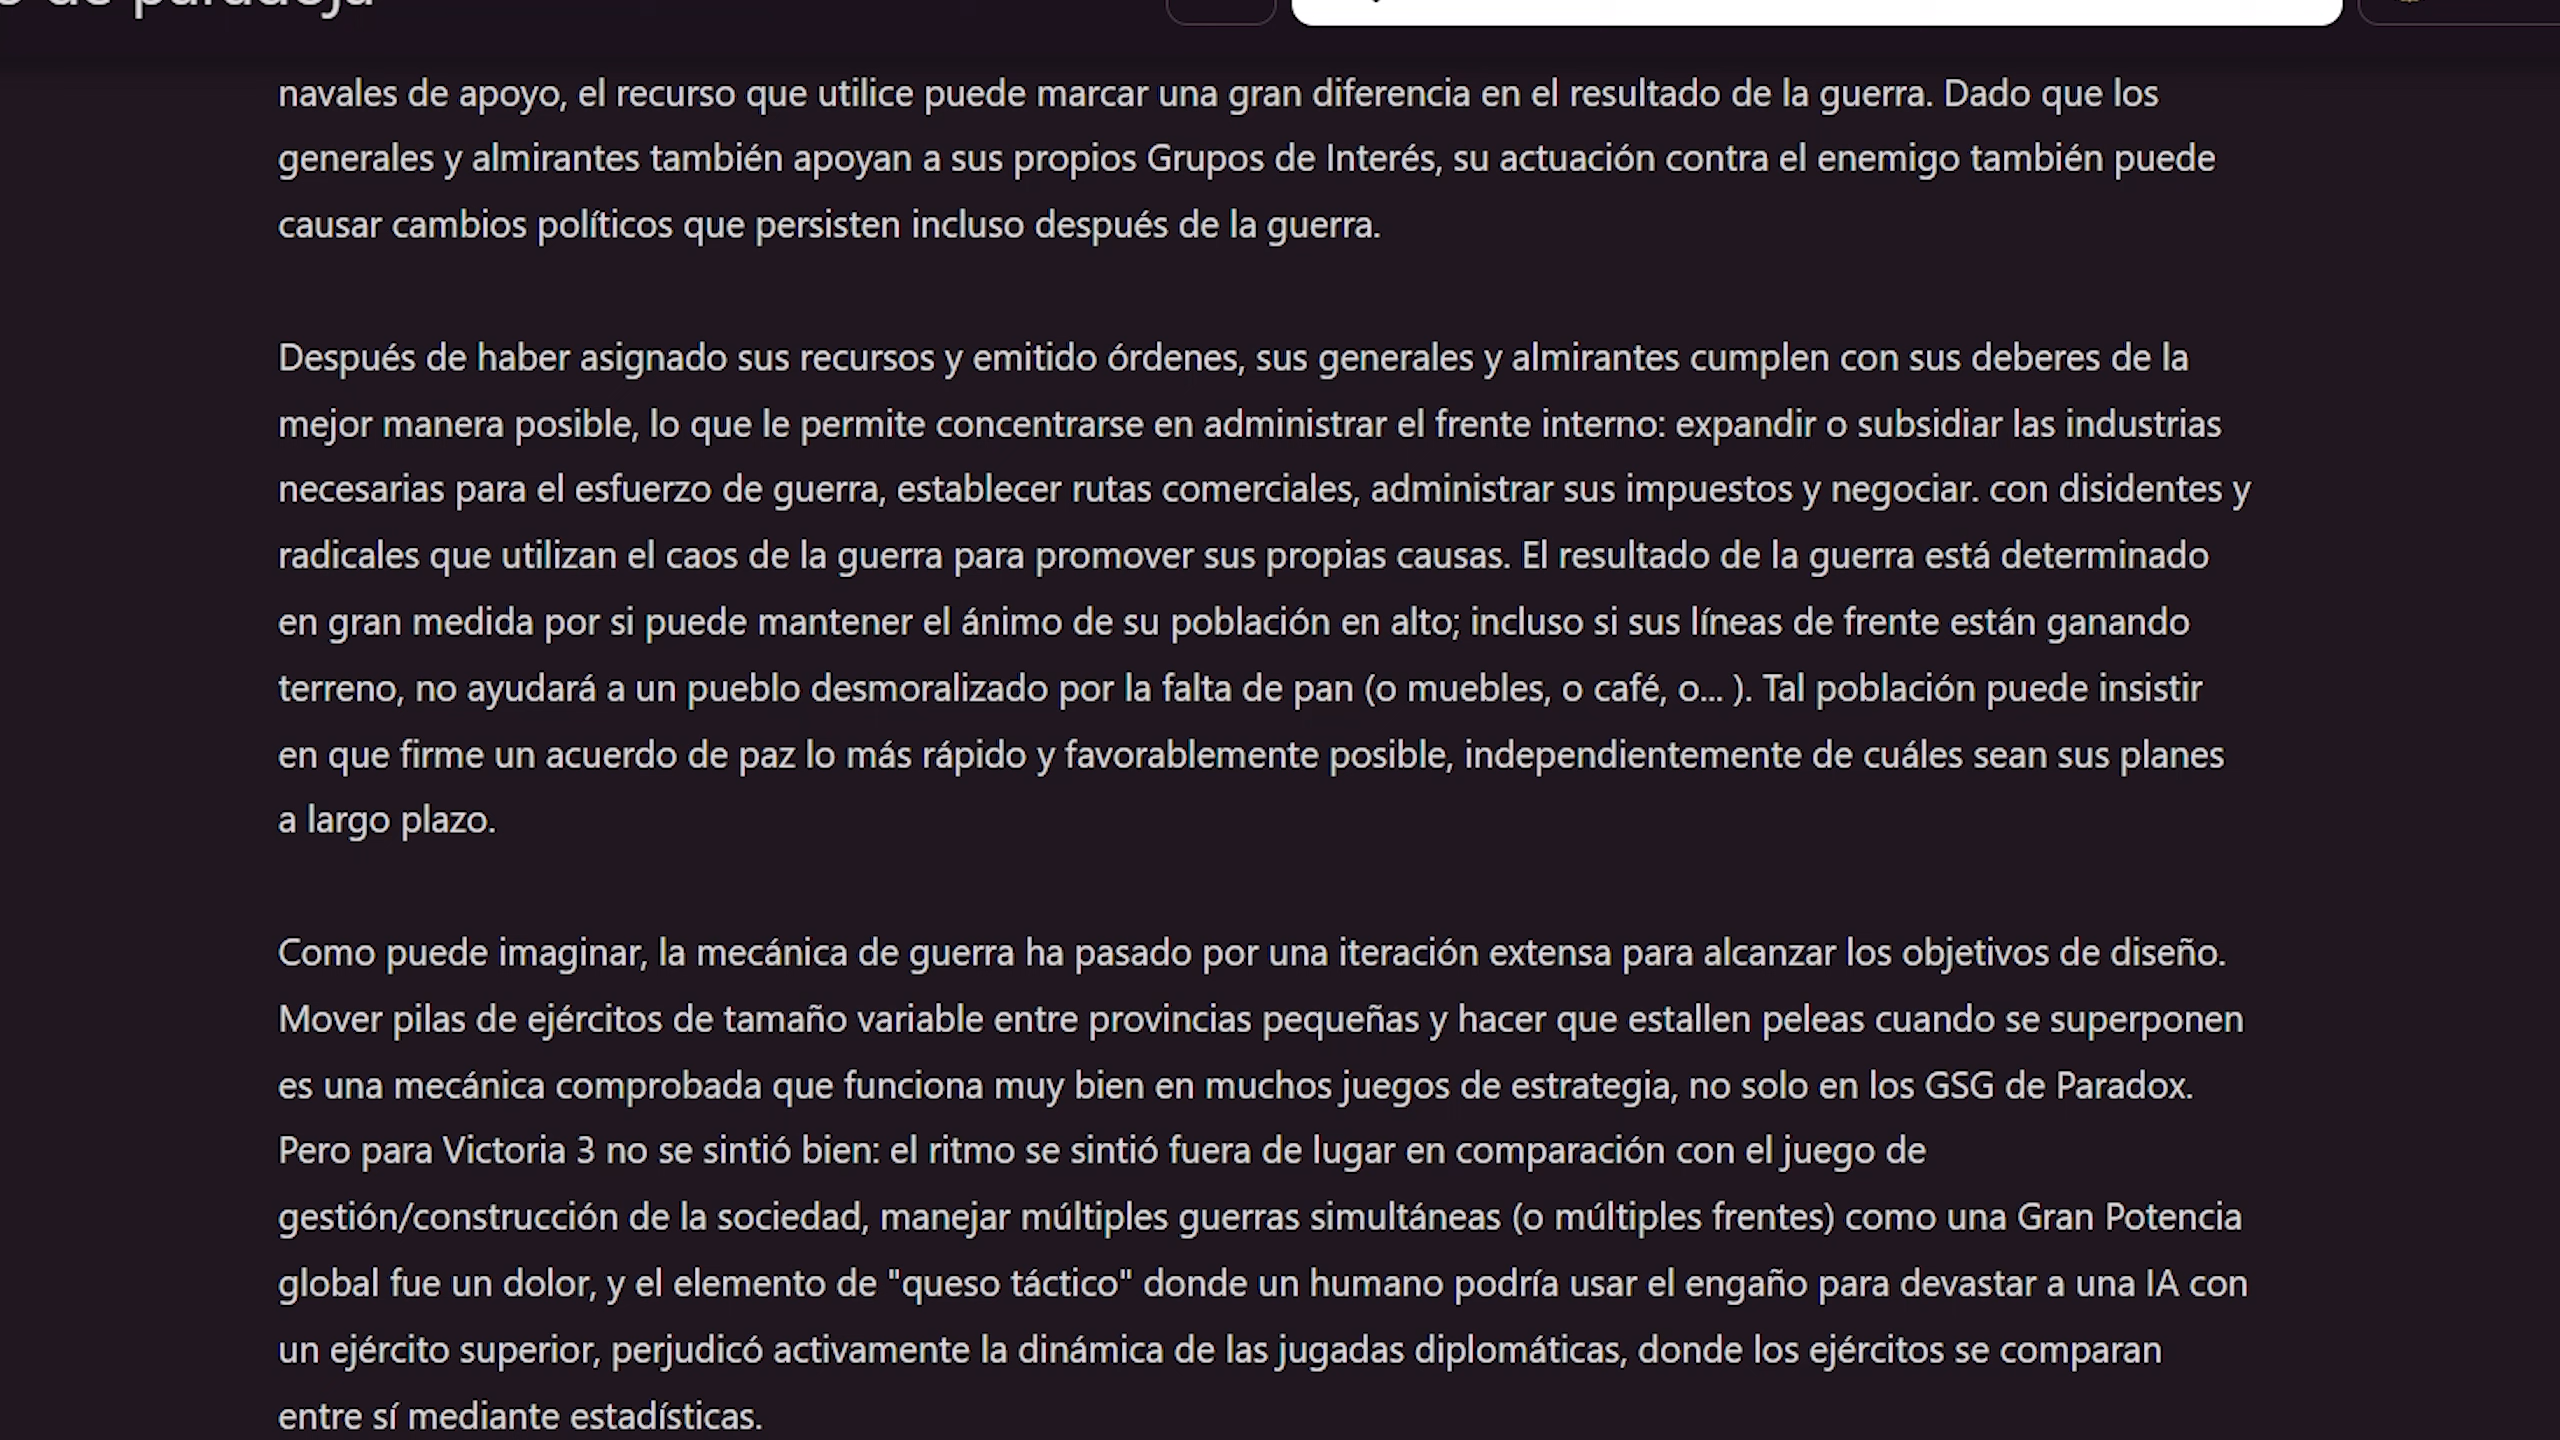 de paradoja
navales de apoyo, el recurso que utilice puede marcar una gran diferencia en el resultado de la guerra. Dado que los
generales y almirantes también apoyan a sus propios Grupos de Interés, su actuación contra el enemigo también puede
causar cambios políticos que persisten incluso después de la guerra.
Después de haber asignado sus recursos y emitido órdenes, sus generales y almirantes cumplen con sus deberes de la
mejor manera posible, lo que le permite concentrarse en administrar el frente interno: expandir o subsidiar las industrias
necesarias para el esfuerzo de guerra, establecer rutas comerciales, administrar sus impuestos y negociar. con disidentes y
radicales que utilizan el caos de la guerra para promover sus propias causas. El resultado de la guerra está determinado
en gran medida por si puede mantener el ánimo de su población en alto; incluso si sus líneas de frente están ganando
terreno, no ayudará a un pueblo desmoralizado por la falta de pan (o muebles, o café, o... ). Tal población puede insistir
en que firme un acuerdo de paz lo más rápido y favorablemente posible, independientemente de cuáles sean sus planes
a largo plazo.
Como puede imaginar, la mecánica de guerra ha pasado por una iteración extensa para alcanzar los objetivos de diseño.
Mover pilas de ejércitos de tamaño variable entre provincias pequeñas y hacer que estallen peleas cuando se superponen
es una mecánica comprobada que funciona muy bien en muchos juegos de estrategia, no solo en los GSG de Paradox.
Pero para Victoria 3 no se sintió bien: el ritmo se sintió fuera de lugar en comparación con el juego de
gestión/construcción de la sociedad, manejar múltiples guerras simultáneas (o múltiples frentes) como una Gran Potencia
global fue un dolor, y el elemento de "queso táctico" donde un humano podría usar el engaño para devastar a una IA con
un ejército superior, perjudicó activamente la dinámica de las jugadas diplomáticas, donde los ejércitos se comparan
entre sí mediante estadísticas.